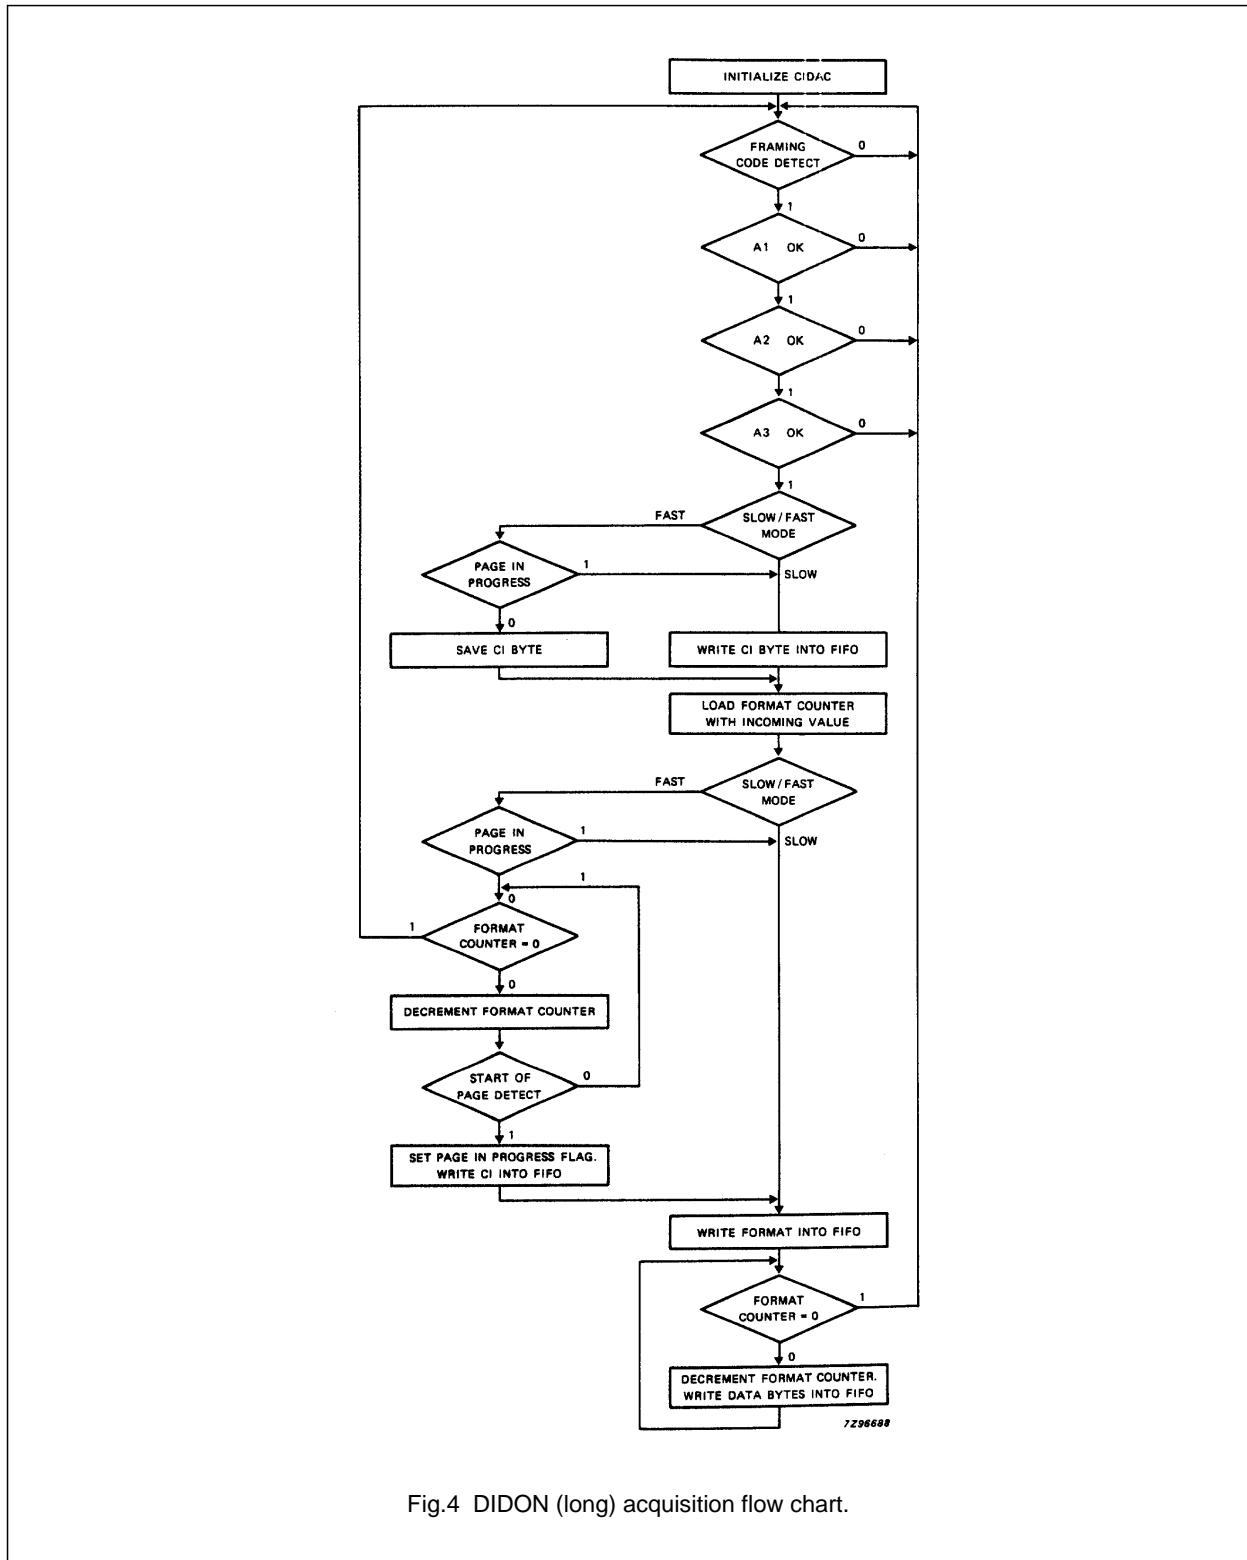 INITIALIZE CIDAC
FRAMING
CODE DETECT
0
1
A1 OK
0
1
A2 OK
0
1
A3 OK
0
1
FAST
SLOW/FAST
MODE
PAGE IN
PROGRESS
1
SLOW
0
SAVE CI BYTE
WRITE CI BYTE INTO FIFO
LOAD FORMAT COUNTER
WITH INCOMING VALUE
FAST
SLOW/FAST
MODE
PAGE IN
PROGRESS
1
SLOW
1
0
1
FORMAT
COUNTER = 0
0
DECREMENT FORMAT COUNTER
START OF
PAGE DETECT
0
1
SET PAGE IN PROGRESS FLAG.
WRITE CI INTO FIFO
WRITE FORMAT INTO FIFO
FORMAT
COUNTER = 0
1
0
DECREMENT FORMAT COUNTER.
WRITE DATA BYTES INTO FIFO
7Z96688
Fig.4 DIDON (long) acquisition flow chart.